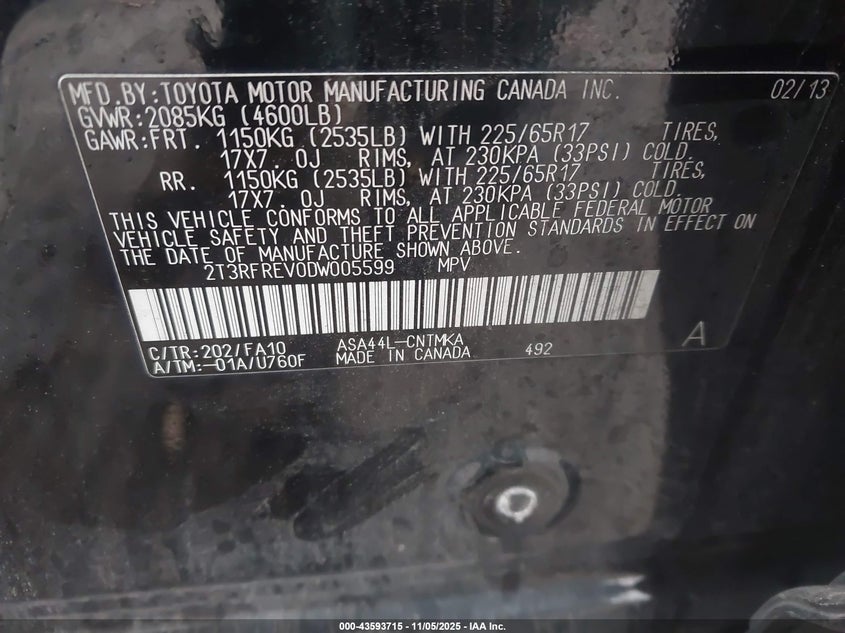 MFD.BY:TOYOTA MOTOR MANUFACTURING CANADA INC. 02/13
GVWR:2085KG (4600LB)
GAWR:FRT. 1150KG (2535LB) WITH 225/65R17 TIRES,
17X7.0J RIMS, AT 230KPA (33PSI) COLD.
RR. 1150KG (2535LB) WITH 225/65R17 TIRES,
17X7.0J RIMS, AT 230KPA (33PSI) COLD.
THIS VEHICLE CONFORMS TO ALL APPLICABLE FEDERAL MOTOR
VEHICLE SAFETY AND THEFT PREVENTION STANDARDS IN EFFECT ON
THE DATE OF MANUFACTURE SHOWN ABOVE.
2T3RFREV0DW005599 MPV
C/TR:202/FA10 ASA44L-CNTMKA A
A/TM:-01A/U760F MADE IN CANADA 492
000-43593715 - 11/05/2025 - IAA Inc.